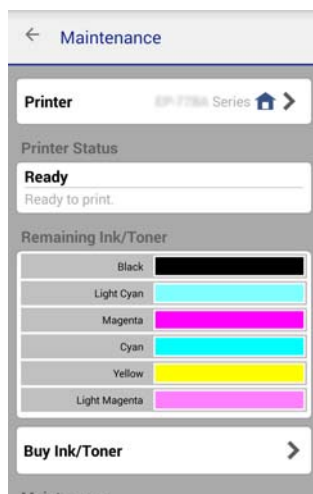 Maintenance
Printer Series
Printer Status
Ready
Ready to print.
Remaining Ink/Toner
Black
Light Cyan
Magenta
Cyan
Yellow
Light Magenta
Buy Ink/Toner